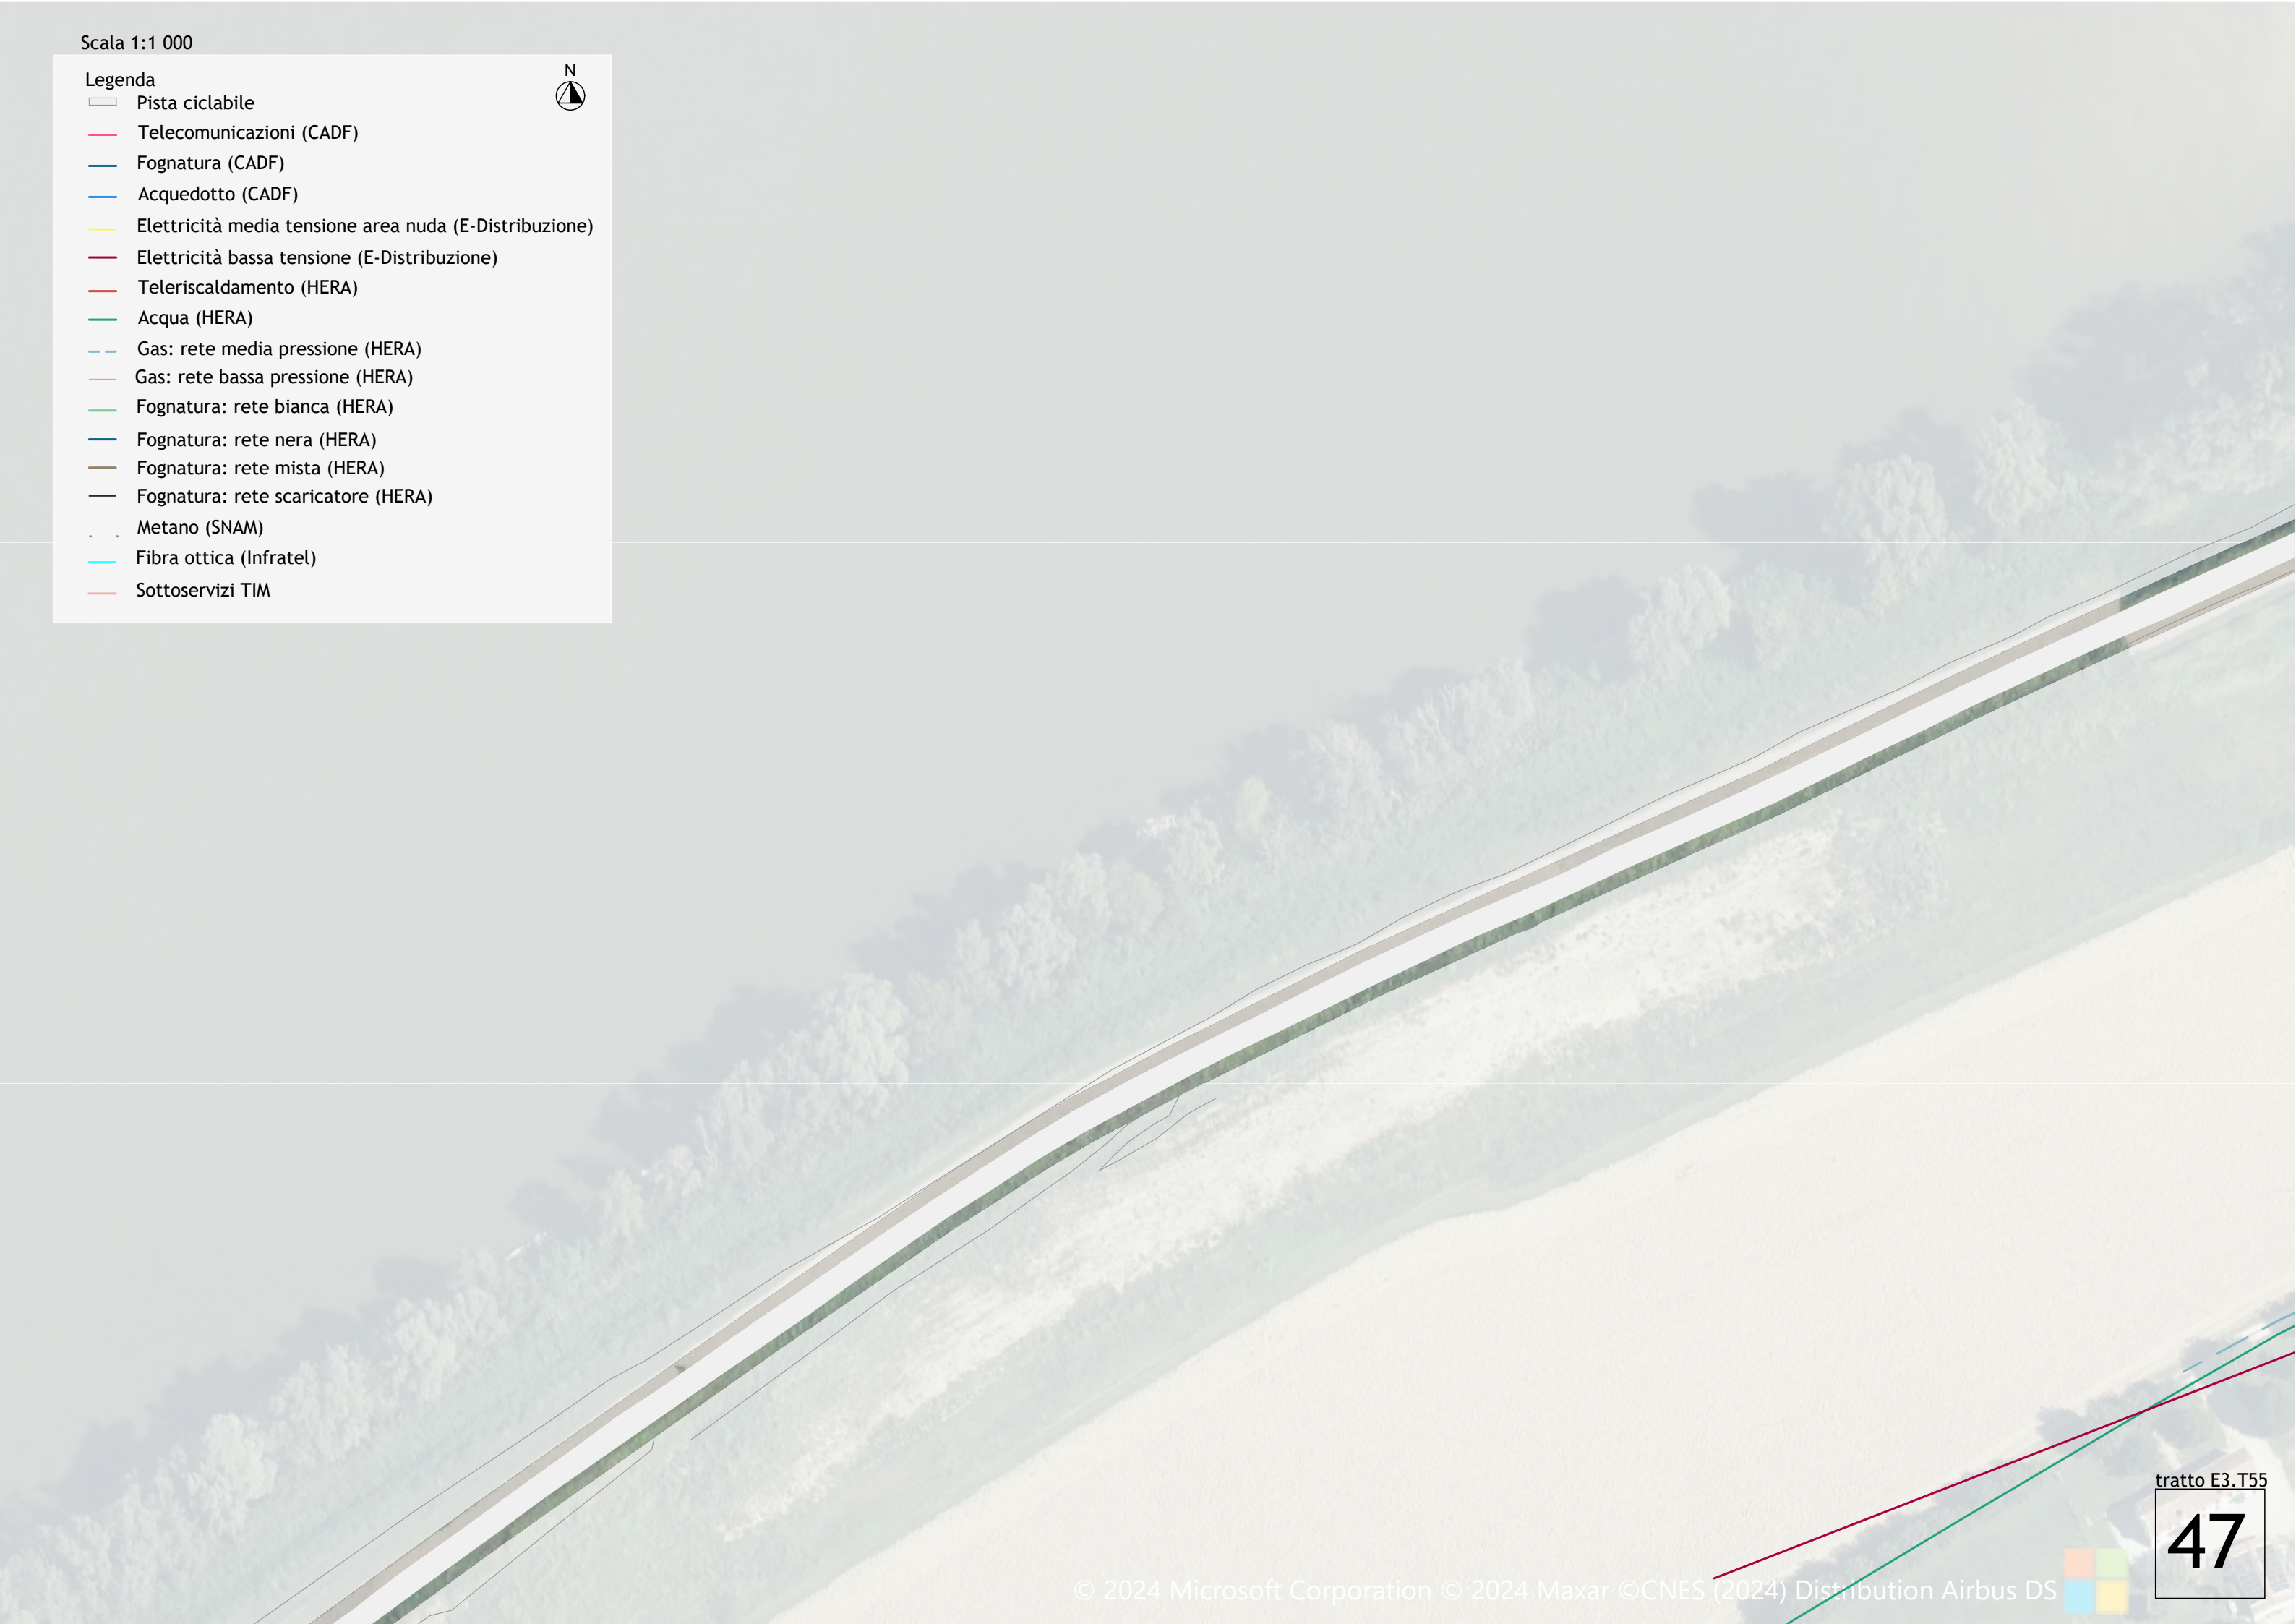 Scala 1:1 000
Legenda
N
Pista ciclabile
Telecomunicazioni (CADF)
Fognatura (CADF)
Acquedotto (CADF)
Elettricità media tensione area nuda (E-Distribuzione)
Elettricità bassa tensione (E-Distribuzione)
Teleriscaldamento (HERA)
Acqua (HERA)
Gas: rete media pressione (HERA)
Gas: rete bassa pressione (HERA)
Fognatura: rete bianca (HERA)
Fognatura: rete nera (HERA)
Fognatura: rete mista (HERA)
Fognatura: rete scaricatore (HERA)
Metano (SNAM)
Fibra ottica (Infratel)
Sottoservizi TIM
tratto E3.T55
47
© 2024 Microsoft Corporation © 2024 Maxar ©CNES (2024) Distribution Airbus DS